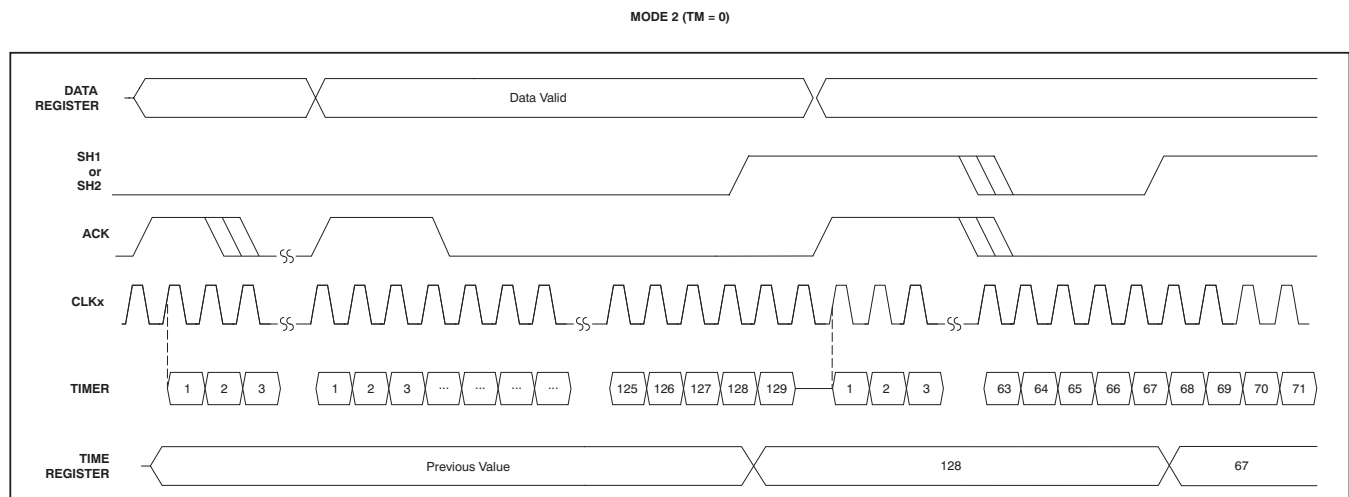 MODE 2 (TM = 0)
DATA
REGISTER
Data Valid
SH1
or
SH2
ACK
CLKx
TIMER
1 2 3 1 2 3 ... ... ... ... 125 126 127 128 129 1 2 3 63 64 65 66 67 68 69 70 71
TIME
REGISTER
Previous Value 128 67